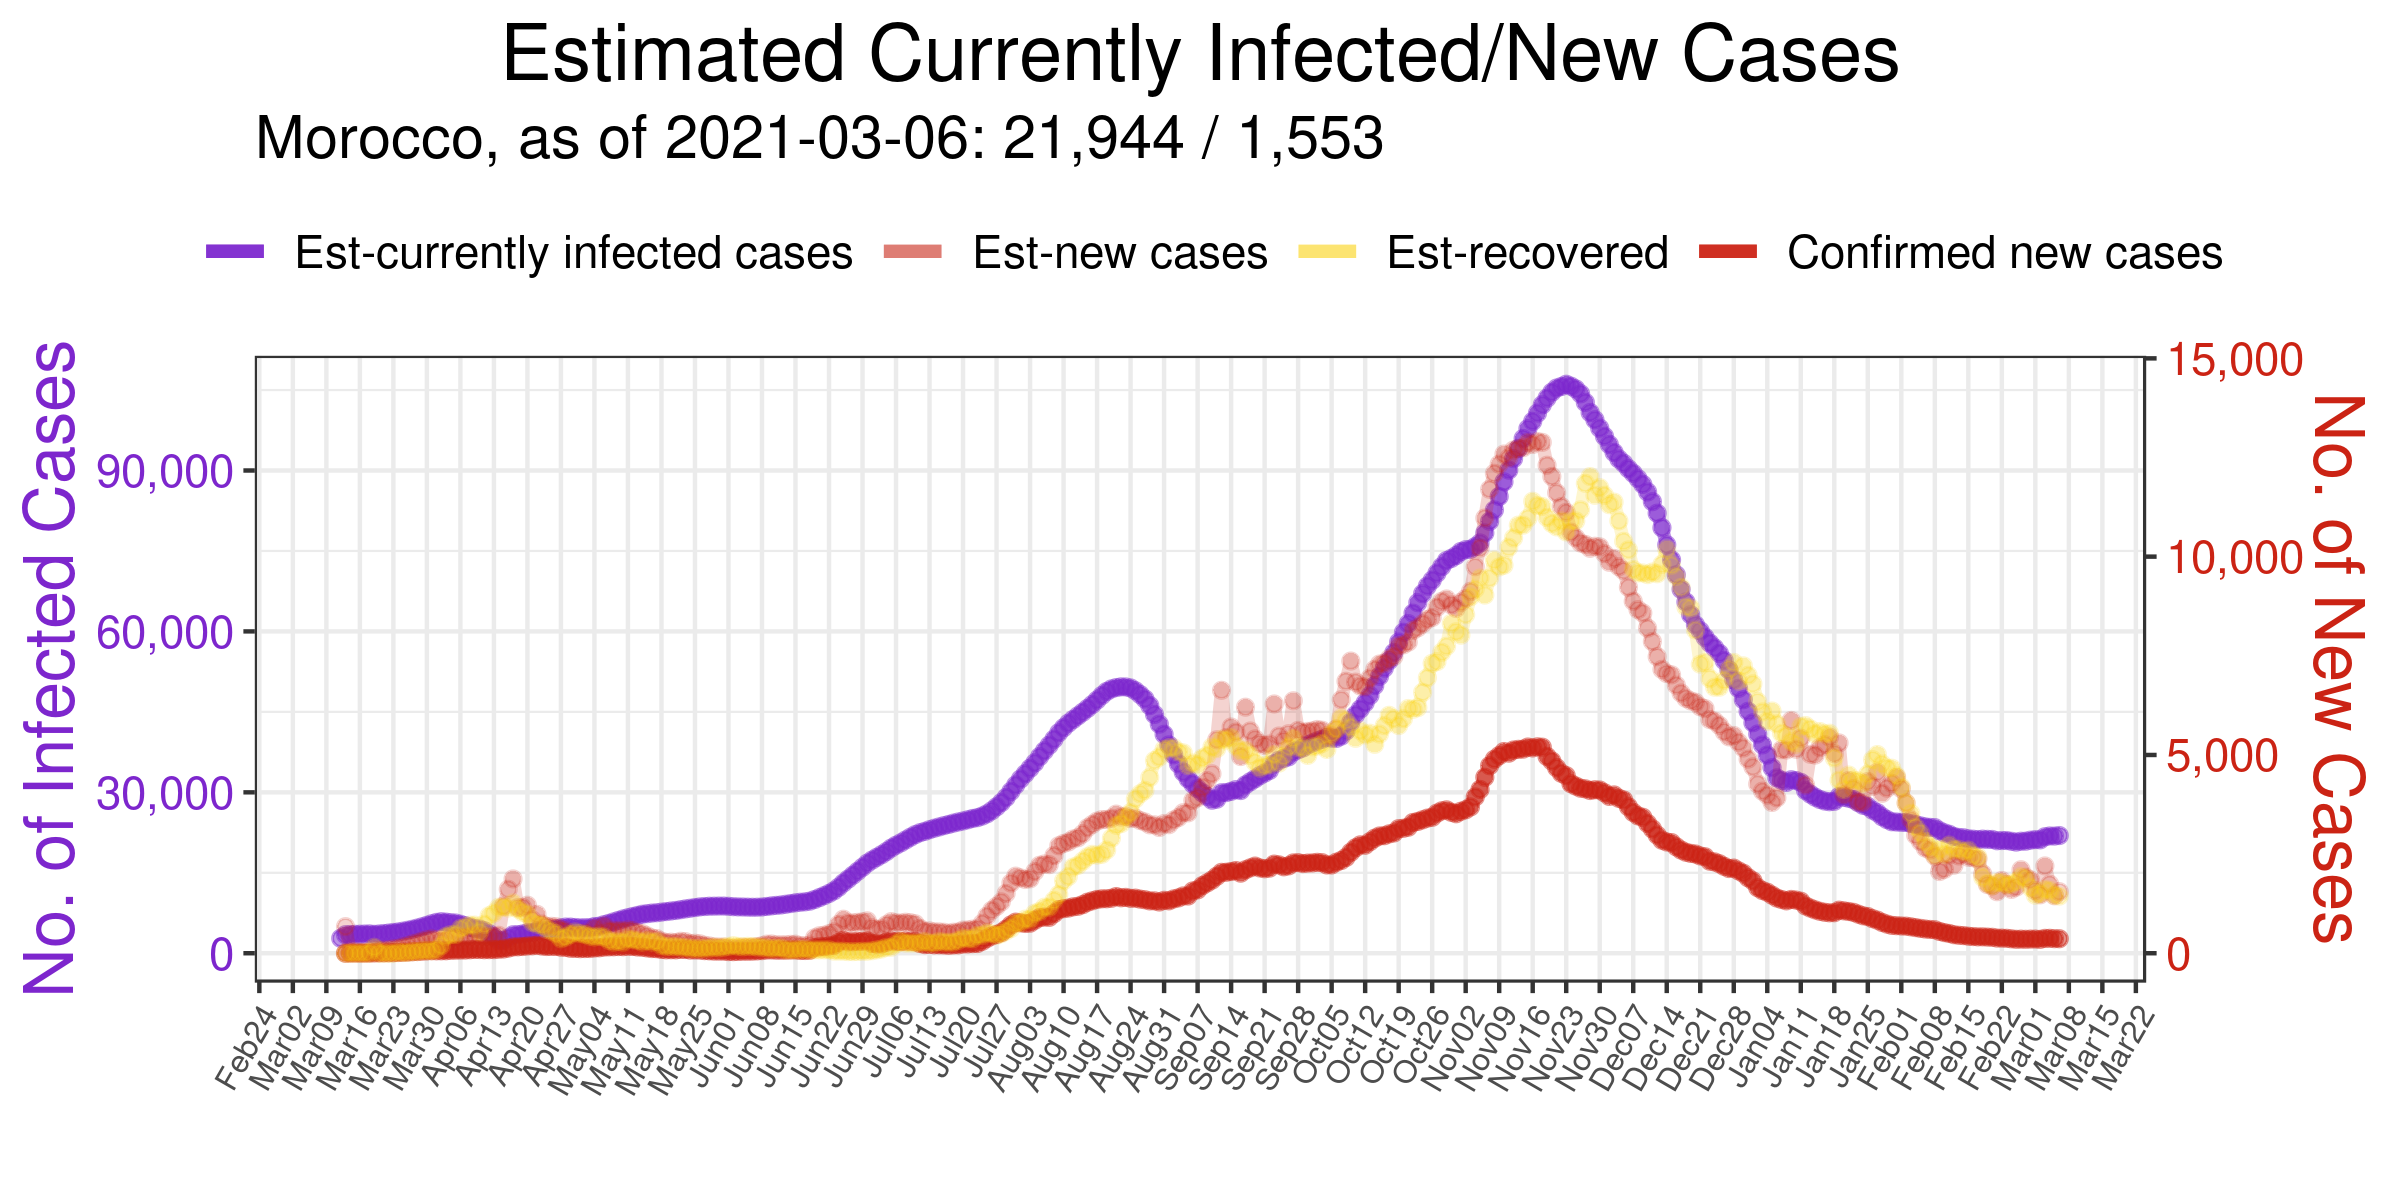 Estimated Currently Infected/New Cases
Morocco, as of 2021-03-06: 21,944 / 1,553
Est-currently infected cases
Est-new cases
Est-recovered
Confirmed new cases
No. of Infected Cases
90,000
60,000
30,000
0
15,000
10,000
5,000
0
No. of New Cases
Feb24
Mar02
Mar09
Mar16
Mar23
Mar30
Apr06
Apr13
Apr20
Apr27
May04
May11
May18
May25
Jun01
Jun08
Jun15
Jun22
Jun29
Jul06
Jul13
Jul20
Jul27
Aug03
Aug10
Aug17
Aug24
Aug31
Sep07
Sep14
Sep21
Sep28
Oct05
Oct12
Oct19
Oct26
Nov02
Nov09
Nov16
Nov23
Nov30
Dec07
Dec14
Dec21
Dec28
Jan04
Jan11
Jan18
Jan25
Feb01
Feb08
Feb15
Feb22
Mar01
Mar08
Mar15
Mar22